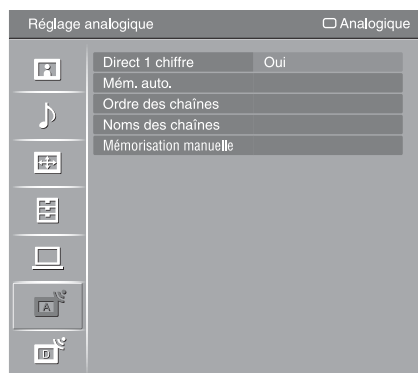 Réglage analogique Analogique
Direct 1 chiffre Oui
Mém. auto.
Ordre des chaînes
Noms des chaînes
Mémorisation manuelle
A
D